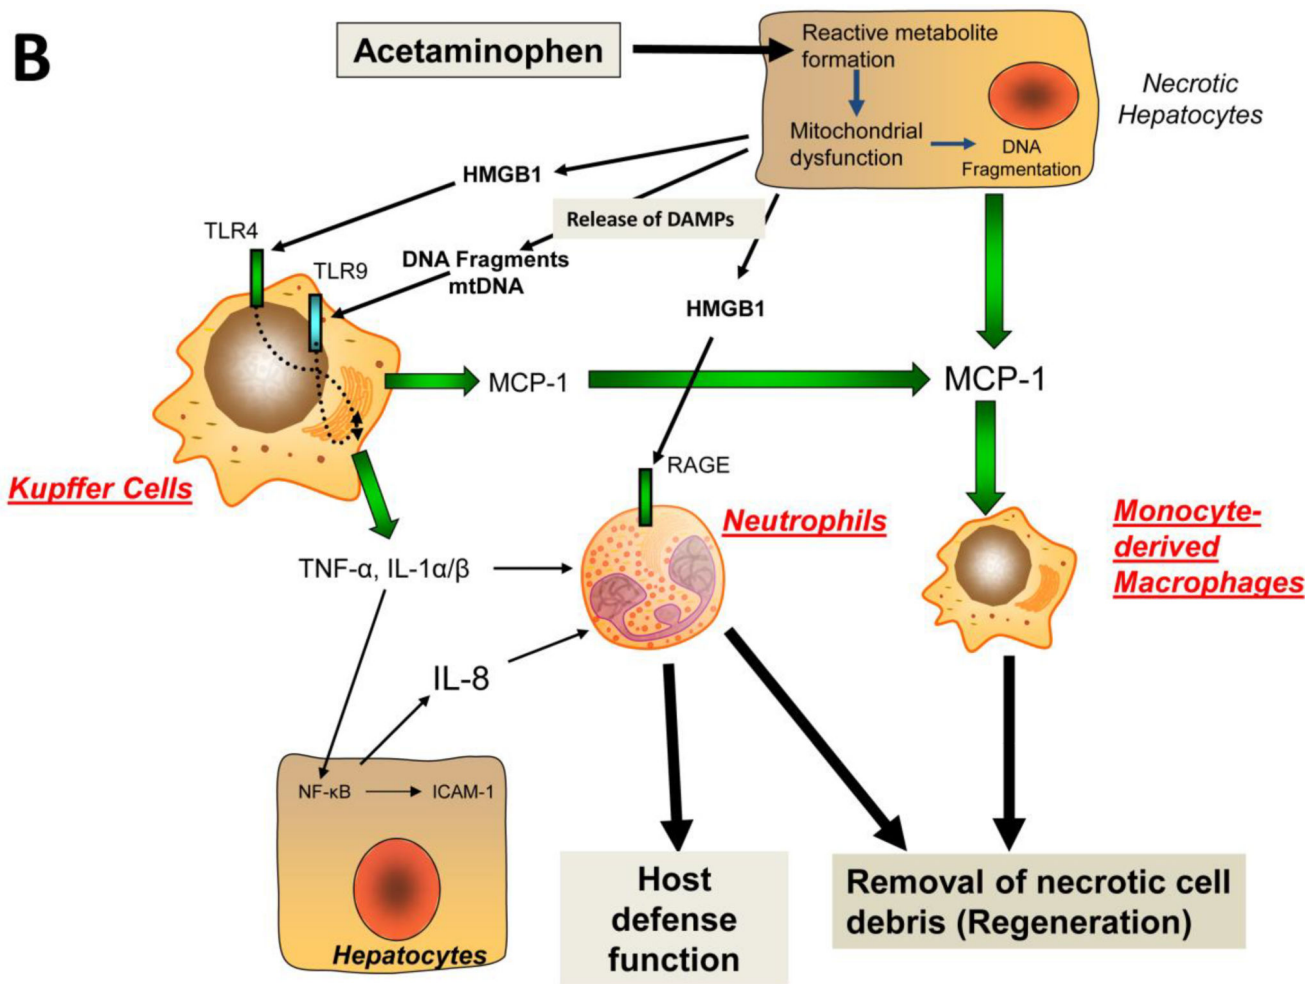 B
Acetaminophen
Reactive metabolite
formation
Necrotic
Hepatocytes
Mitochondrial
dysfunction
DNA
Fragmentation
HMGB1
Release of DAMPs
TLR4
DNA Fragments
mtDNA
TLR9
HMGB1
MCP-1
MCP-1
RAGE
Kupffer Cells
Neutrophils
Monocyte-
derived
Macrophages
TNF-α, IL-1α/β
IL-8
NF-κB
ICAM-1
Hepatocytes
Host
defense
function
Removal of necrotic cell
debris (Regeneration)